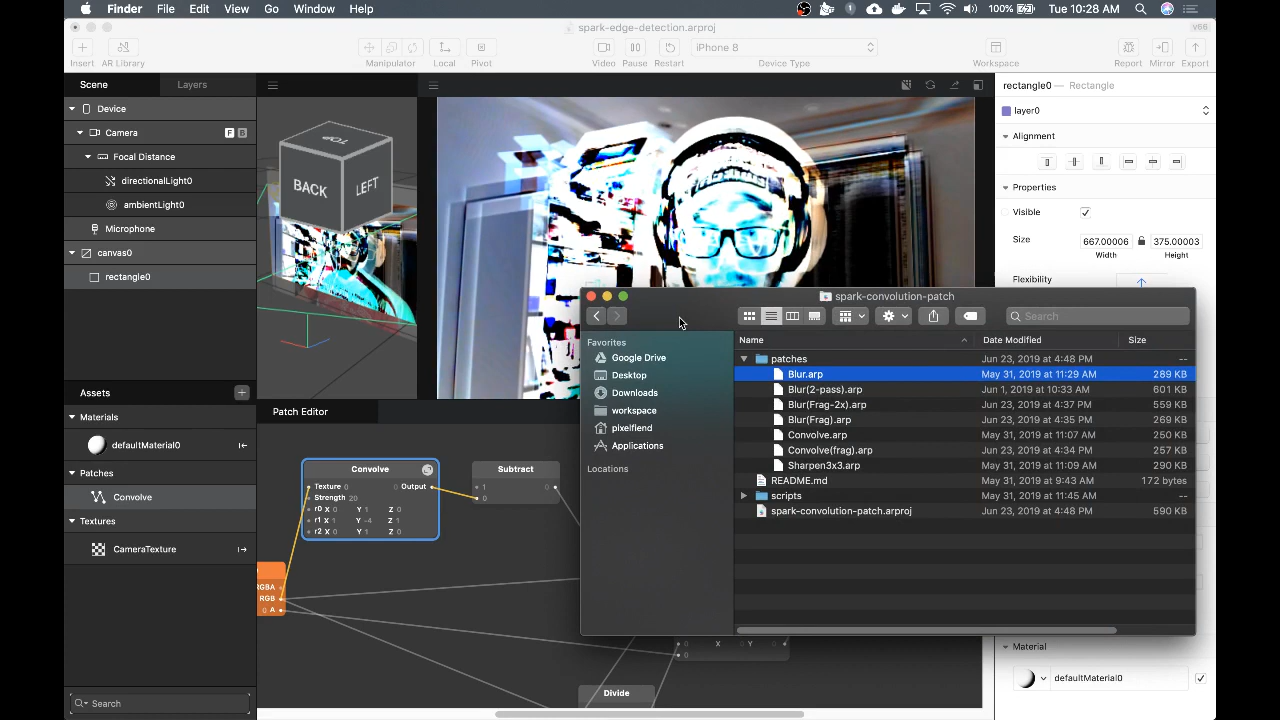 Finder File Edit View Go Window Help
100% Tue 10:28 AM
spark-edge-detection.arproj
v66
Insert AR Library
Manipulator Local Pivot
Video Pause Restart
iPhone 8
Device Type
Workspace
Report Mirror Export
Scene Layers
Device
Camera F B
Focal Distance
directionalLight0
ambientLight0
Microphone
canvas0
rectangle0
Assets
Materials
defaultMaterial0
Patches
Convolve
Textures
CameraTexture
Search
TOP
BACK LEFT
Patch Editor
Convolve
Texture 0 0 Output
Strength 20
r0 X 0 Y 1 Z 0
r1 X 1 Y -4 Z 1
r2 X 0 Y 1 Z 0
Subtract
1 0
0
RGBA
RGB
0 A
0 X 0 Y 0
0
Divide
spark-convolution-patch
Search
Favorites
Google Drive
Desktop
Downloads
workspace
pixelfiend
Applications
Locations
Name Date Modified Size
patches Jun 23, 2019 at 4:48 PM --
Blur.arp May 31, 2019 at 11:29 AM 289 KB
Blur(2-pass).arp Jun 1, 2019 at 10:33 AM 601 KB
Blur(Frag-2x).arp Jun 23, 2019 at 4:37 PM 559 KB
Blur(Frag).arp Jun 23, 2019 at 4:35 PM 269 KB
Convolve.arp May 31, 2019 at 11:07 AM 250 KB
Convolve(frag).arp Jun 23, 2019 at 4:34 PM 257 KB
Sharpen3x3.arp May 31, 2019 at 11:09 AM 290 KB
README.md May 31, 2019 at 9:43 AM 172 bytes
scripts May 31, 2019 at 11:45 AM --
spark-convolution-patch.arproj Jun 23, 2019 at 4:48 PM 590 KB
rectangle0 — Rectangle
layer0
Alignment
Properties
Visible
Size 667.00006 375.00003
Width Height
Flexibility
Material
defaultMaterial0